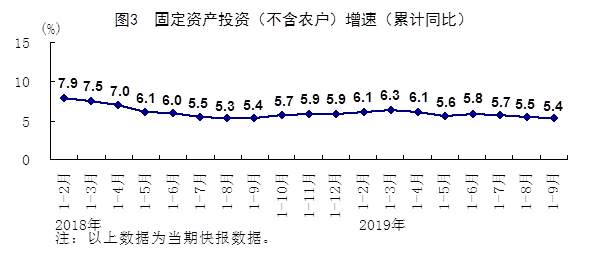 图3　固定资产投资（不含农户）增速（累计同比）
(%)
15
10
5
0
7.9 7.5 7.0 6.1 6.0 5.5 5.3 5.4 5.7 5.9 5.9 6.1 6.3 6.1 5.6 5.8 5.7 5.5 5.4
1-2月 1-3月 1-4月 1-5月 1-6月 1-7月 1-8月 1-9月 1-10月 1-11月 1-12月 1-2月 1-3月 1-4月 1-5月 1-6月 1-7月 1-8月 1-9月
2018年 2019年
注：以上数据为当期快报数据。